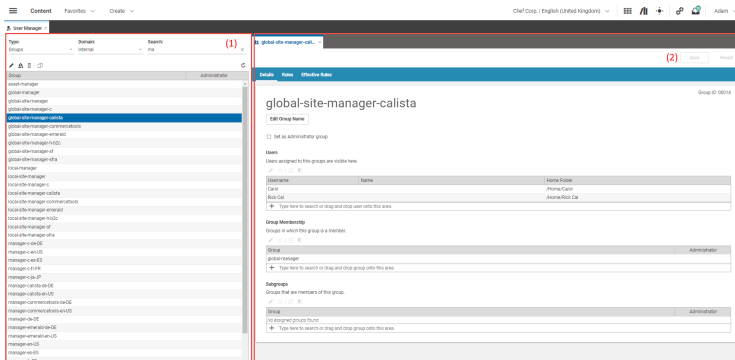 Content Favorites Create Chef Corp. | English (United Kingdom) Adam
User Manager ×
Type: Domain: Search: (1)
Groups internal ma ×
Group Administrator
asset-manager
global-manager
global-site-manager
global-site-manager-c
global-site-manager-calista
global-site-manager-commercetools
global-site-manager-emerald
global-site-manager-h-b2c
global-site-manager-sf
global-site-manager-sfra
local-manager
local-site-manager
local-site-manager-c
local-site-manager-calista
local-site-manager-commercetools
local-site-manager-emerald
local-site-manager-h-b2c
local-site-manager-sf
local-site-manager-sfra
manager-c-de-DE
manager-c-en-US
manager-c-es-ES
manager-c-fr-FR
manager-c-ja-JP
manager-calista-de-DE
manager-calista-en-US
manager-commercetools-de-DE
manager-commercetools-en-US
manager-de-DE
manager-emerald-de-DE
manager-emerald-en-US
manager-en-US
manager-es-ES
global-site-manager-cali... ×
(2) Save Revert
Details Rules Effective Rules
Group ID: 00014
global-site-manager-calista
Edit Group Name
Set as Administrator group
Users
Users assigned to this groups are visible here.
Username Name Home Folder
Carol /Home/Carol
Rick Cal /Home/Rick Cal
+ Type here to search or drag and drop user onto this area.
Group Membership
Groups in which this group is a member.
Group Administrator
global-manager
+ Type here to search or drag and drop group onto this area.
Subgroups
Groups that are members of this group.
Group Administrator
No assigned groups found
+ Type here to search or drag and drop group onto this area.